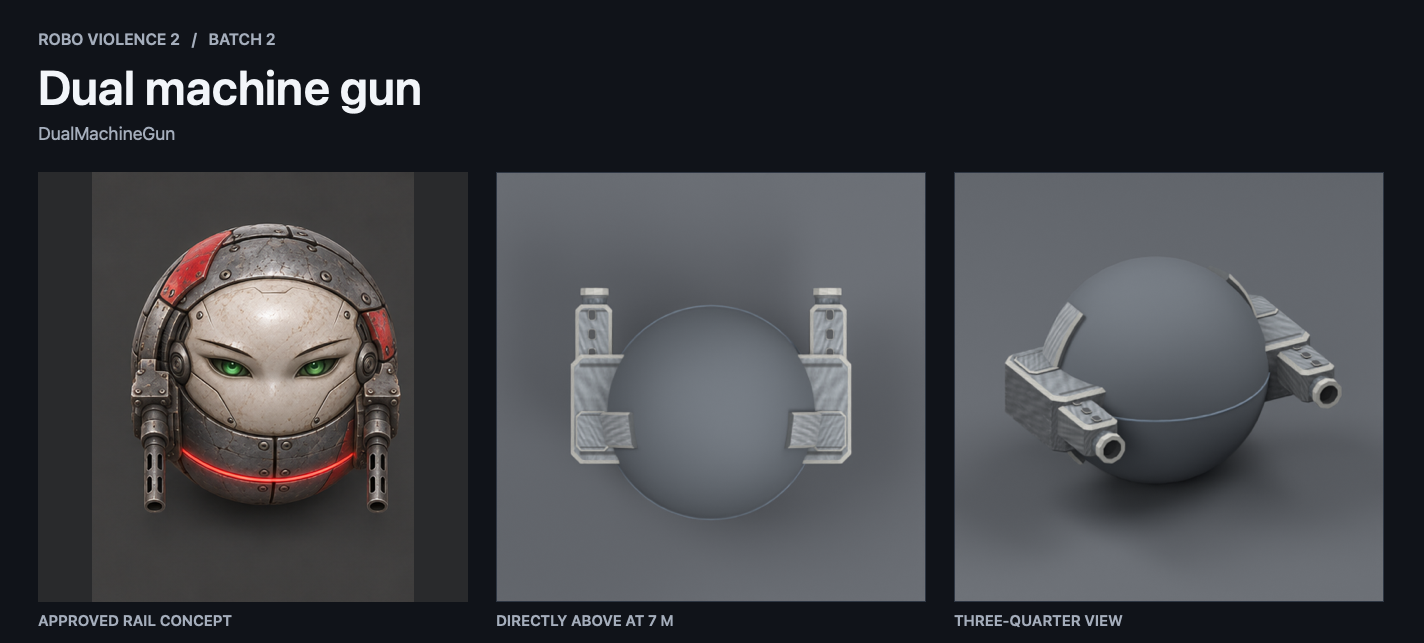 ROBO VIOLENCE 2 / BATCH 2
Dual machine gun
DualMachineGun
APPROVED RAIL CONCEPT
DIRECTLY ABOVE AT 7 M
THREE-QUARTER VIEW